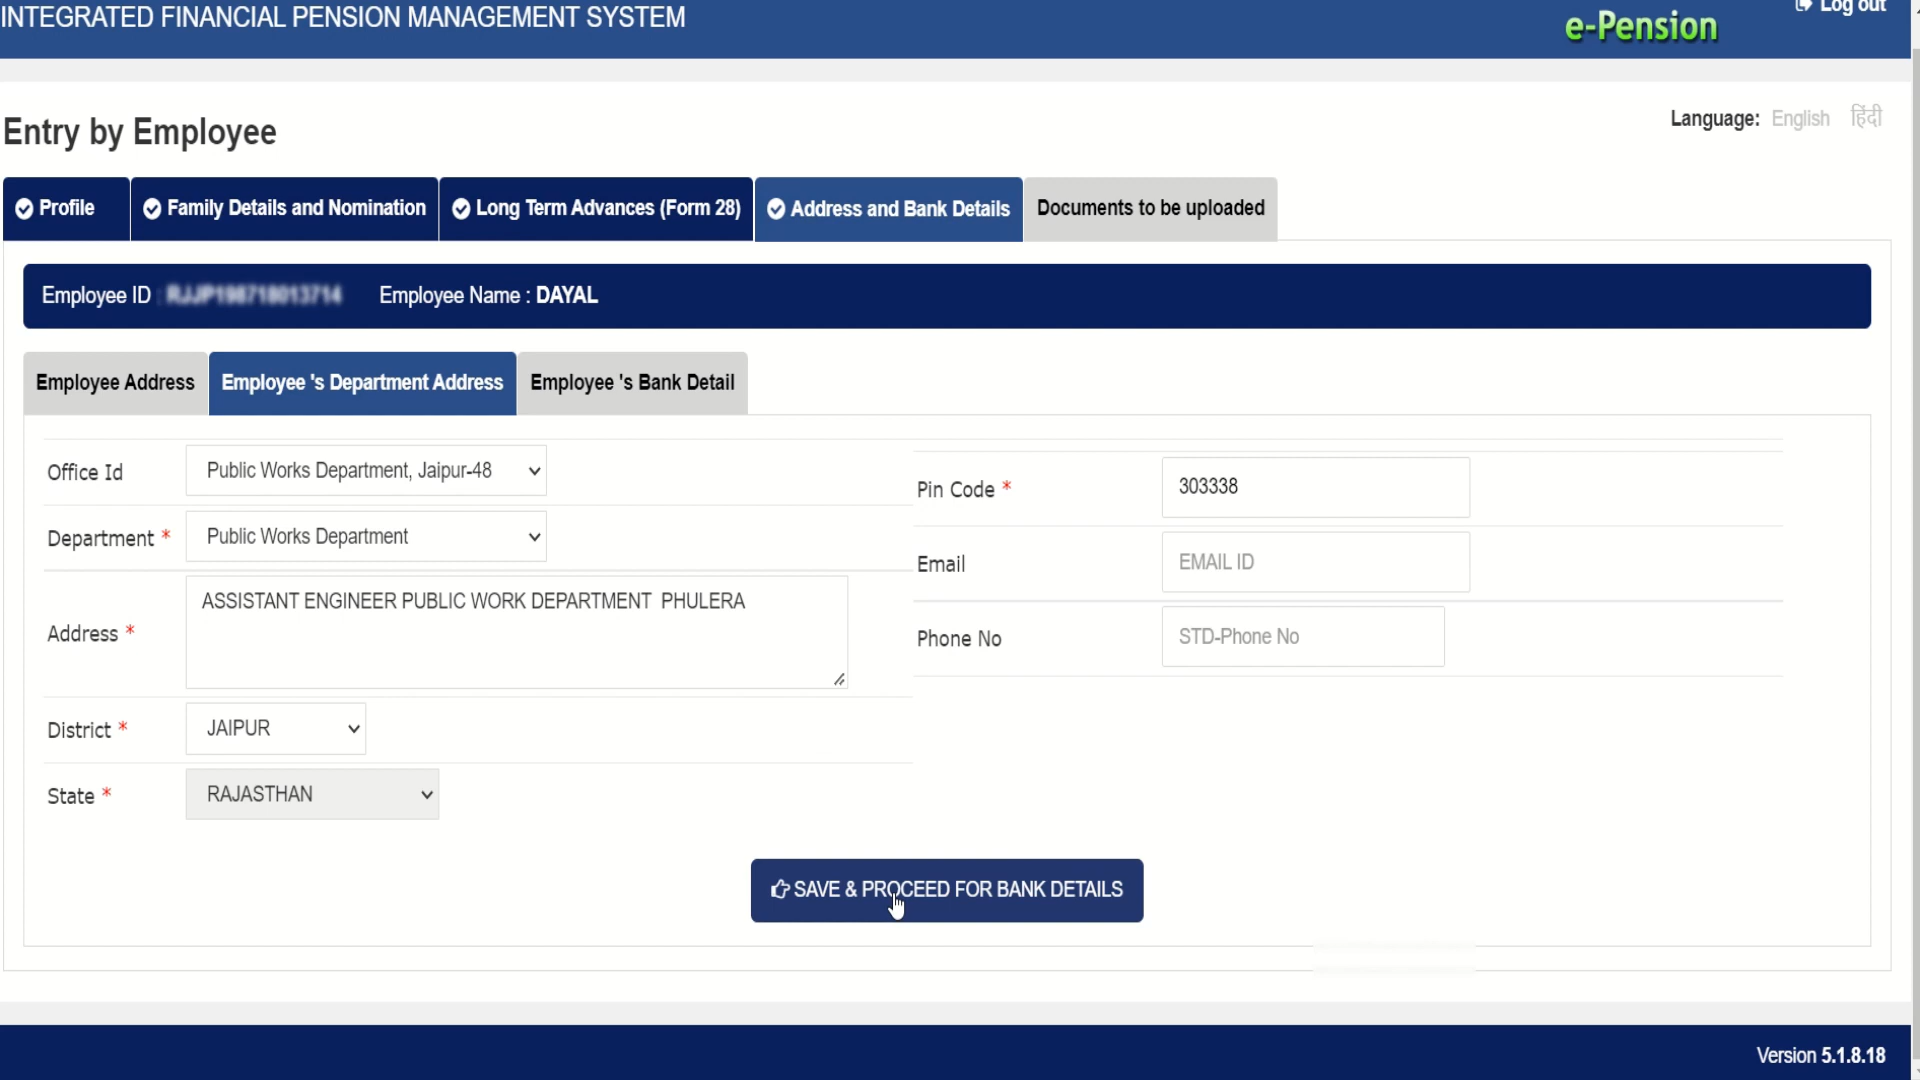 INTEGRATED FINANCIAL PENSION MANAGEMENT SYSTEM
e-Pension
Log out
Language: English हिंदी
Entry by Employee
Profile
Family Details and Nomination
Long Term Advances (Form 28)
Address and Bank Details
Documents to be uploaded
Employee ID :
Employee Name : DAYAL
Employee Address
Employee 's Department Address
Employee 's Bank Detail
Office Id
Public Works Department, Jaipur-48
Department *
Public Works Department
Address *
ASSISTANT ENGINEER PUBLIC WORK DEPARTMENT PHULERA
District *
JAIPUR
State *
RAJASTHAN
Pin Code *
303338
Email
EMAIL ID
Phone No
STD-Phone No
SAVE & PROCEED FOR BANK DETAILS
Version 5.1.8.18